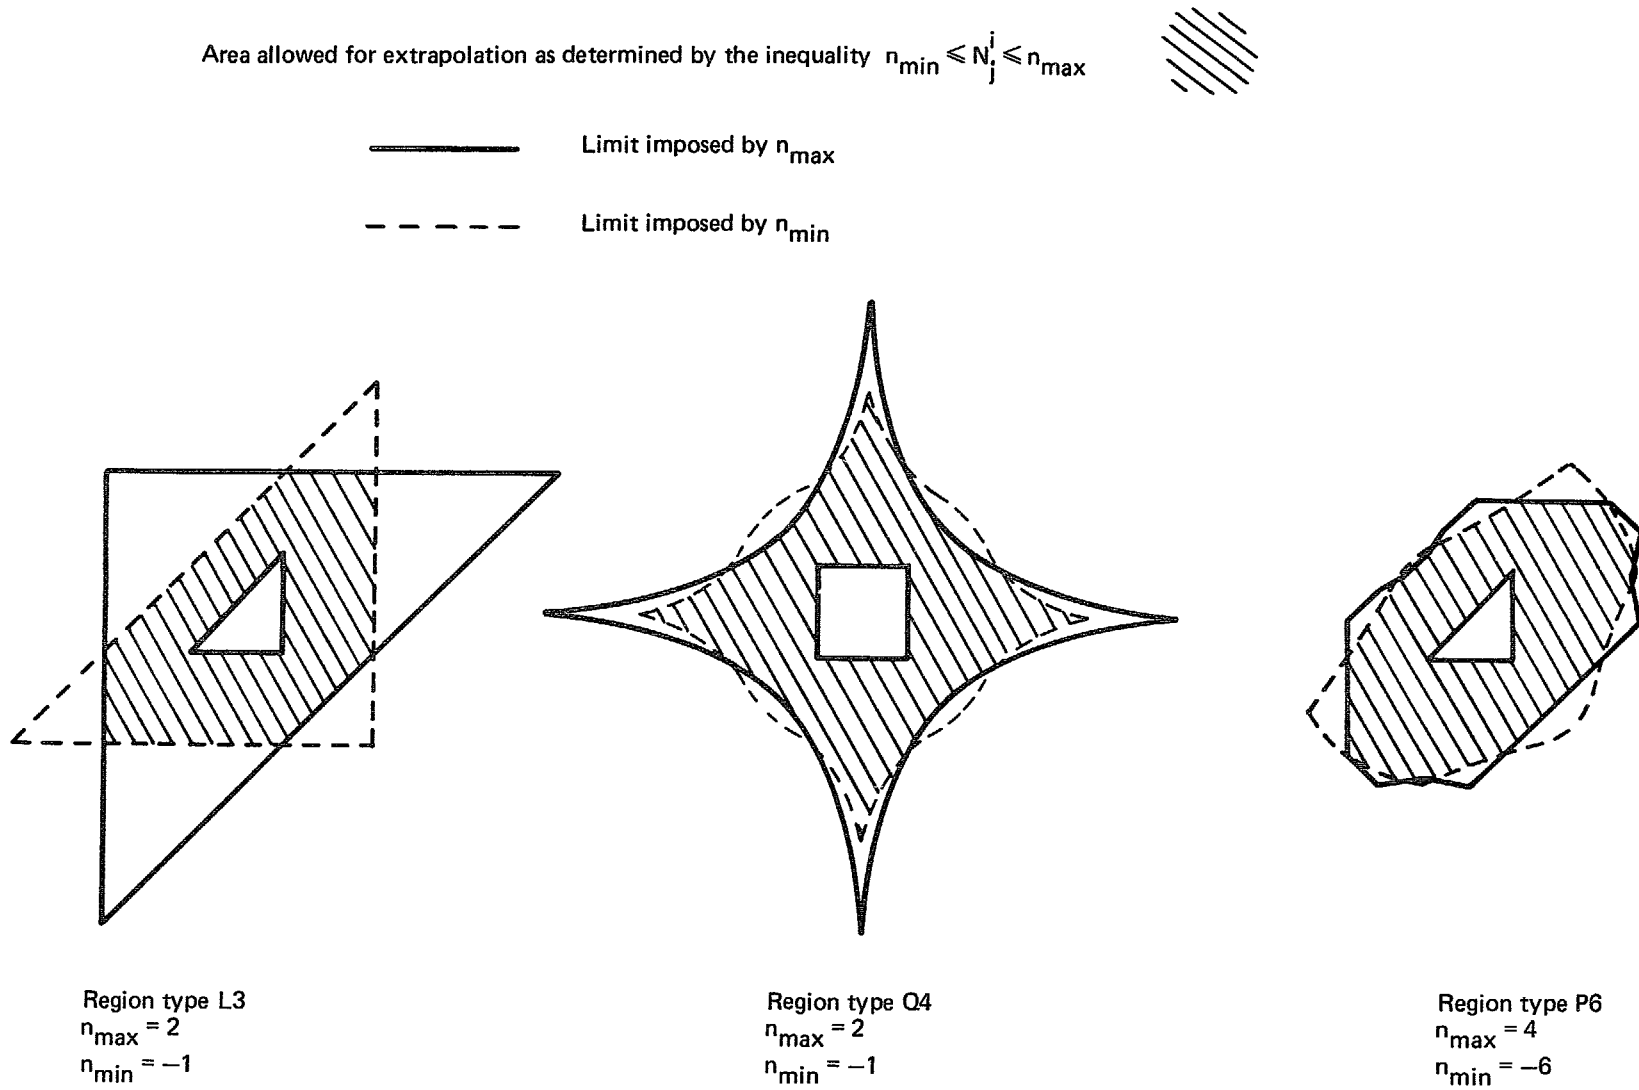 Area allowed for extrapolation as determined by the inequality n_min ⩽ N_j^i ⩽ n_max
Limit imposed by n_max
Limit imposed by n_min
Region type L3
n_max = 2
n_min = −1
Region type Q4
n_max = 2
n_min = −1
Region type P6
n_max = 4
n_min = −6